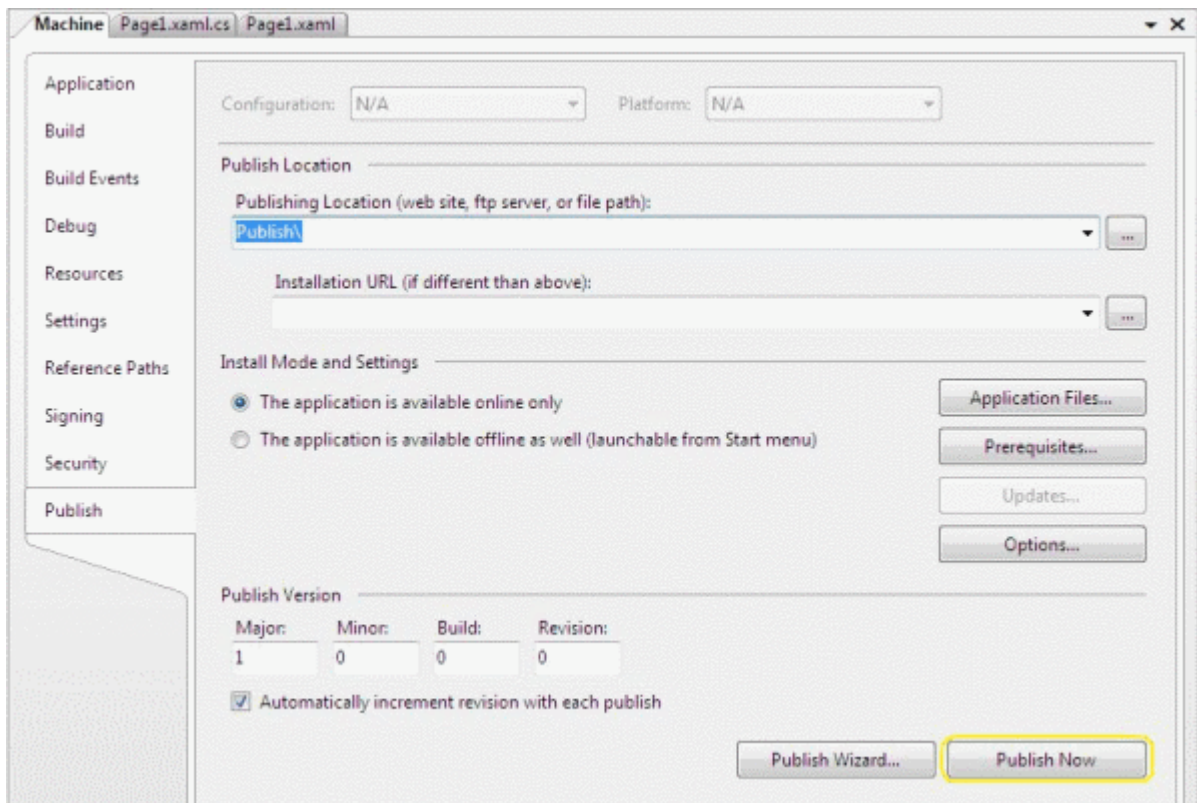 Machine Page1.xaml.cs Page1.xaml
Application
Build
Build Events
Debug
Resources
Settings
Reference Paths
Signing
Security
Publish
Configuration: N/A Platform: N/A
Publish Location
Publishing Location (web site, ftp server, or file path):
Publish\
...
Installation URL (if different than above):
...
Install Mode and Settings
The application is available online only
The application is available offline as well (launchable from Start menu)
Application Files...
Prerequisites...
Updates...
Options...
Publish Version
Major: Minor: Build: Revision:
1 0 0 0
Automatically increment revision with each publish
Publish Wizard... Publish Now